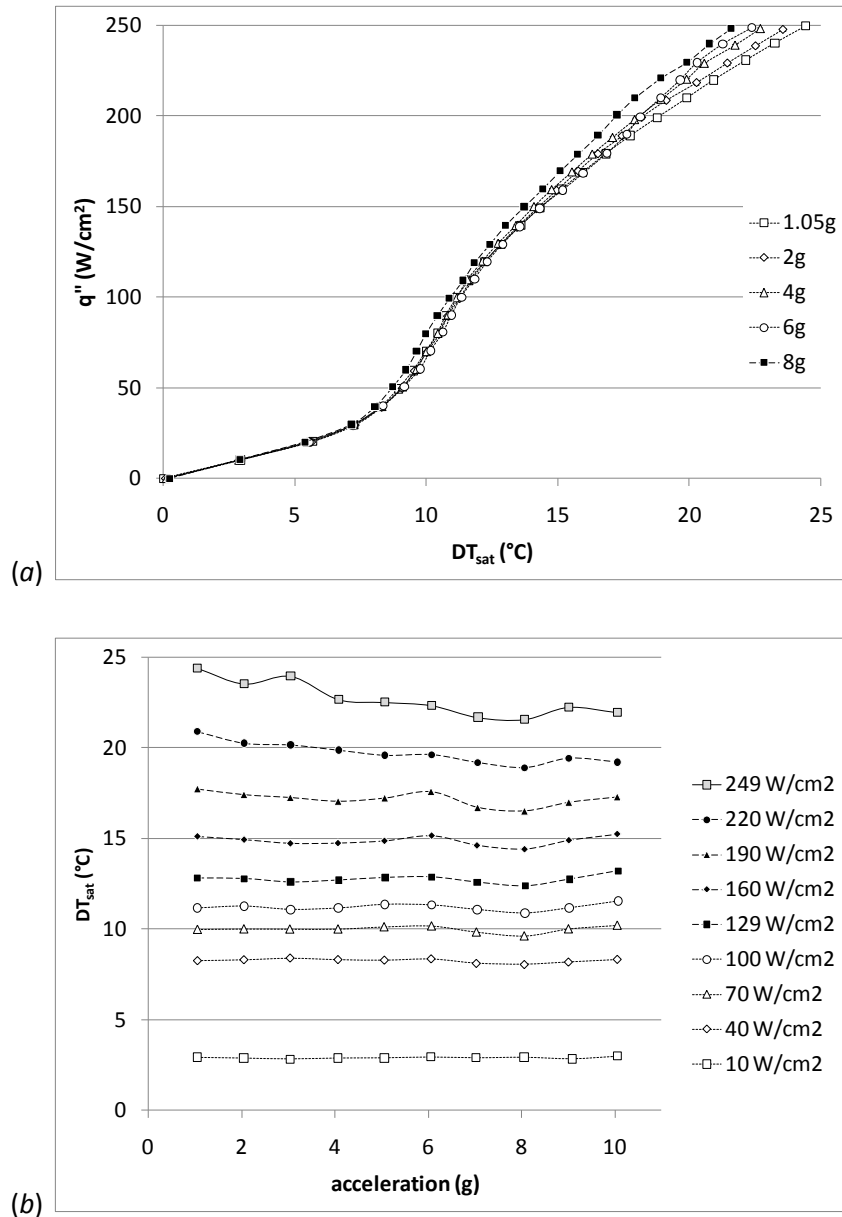 250
200
150
100
50
0
q" (W/cm²)
0 5 10 15 20 25
DTsat (°C)
1.05g
2g
4g
6g
8g
(a)
25
20
15
10
5
0
DTsat (°C)
0 2 4 6 8 10
acceleration (g)
249 W/cm2
220 W/cm2
190 W/cm2
160 W/cm2
129 W/cm2
100 W/cm2
70 W/cm2
40 W/cm2
10 W/cm2
(b)